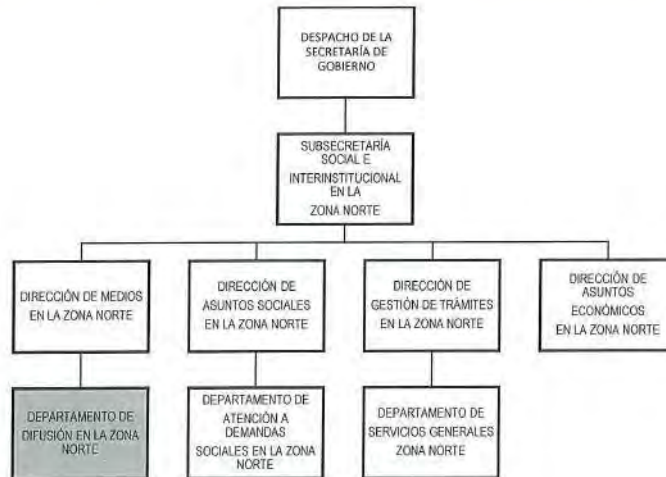 DESPACHO DE LA
SECRETARÍA DE
GOBIERNO
SUBSECRETARÍA
SOCIAL E
INTERINSTITUCIONAL
EN LA
ZONA NORTE
DIRECCIÓN DE MEDIOS
EN LA ZONA NORTE
DIRECCIÓN DE
ASUNTOS SOCIALES
EN LA ZONA NORTE
DIRECCIÓN DE
GESTIÓN DE TRÁMITES
EN LA ZONA NORTE
DIRECCIÓN DE
ASUNTOS
ECONÓMICOS
EN LA ZONA NORTE
DEPARTAMENTO DE
DIFUSIÓN EN LA ZONA
NORTE
DEPARTAMENTO DE
ATENCIÓN A
DEMANDAS
SOCIALES EN LA ZONA
NORTE
DEPARTAMENTO DE
SERVICIOS GENERALES
ZONA NORTE